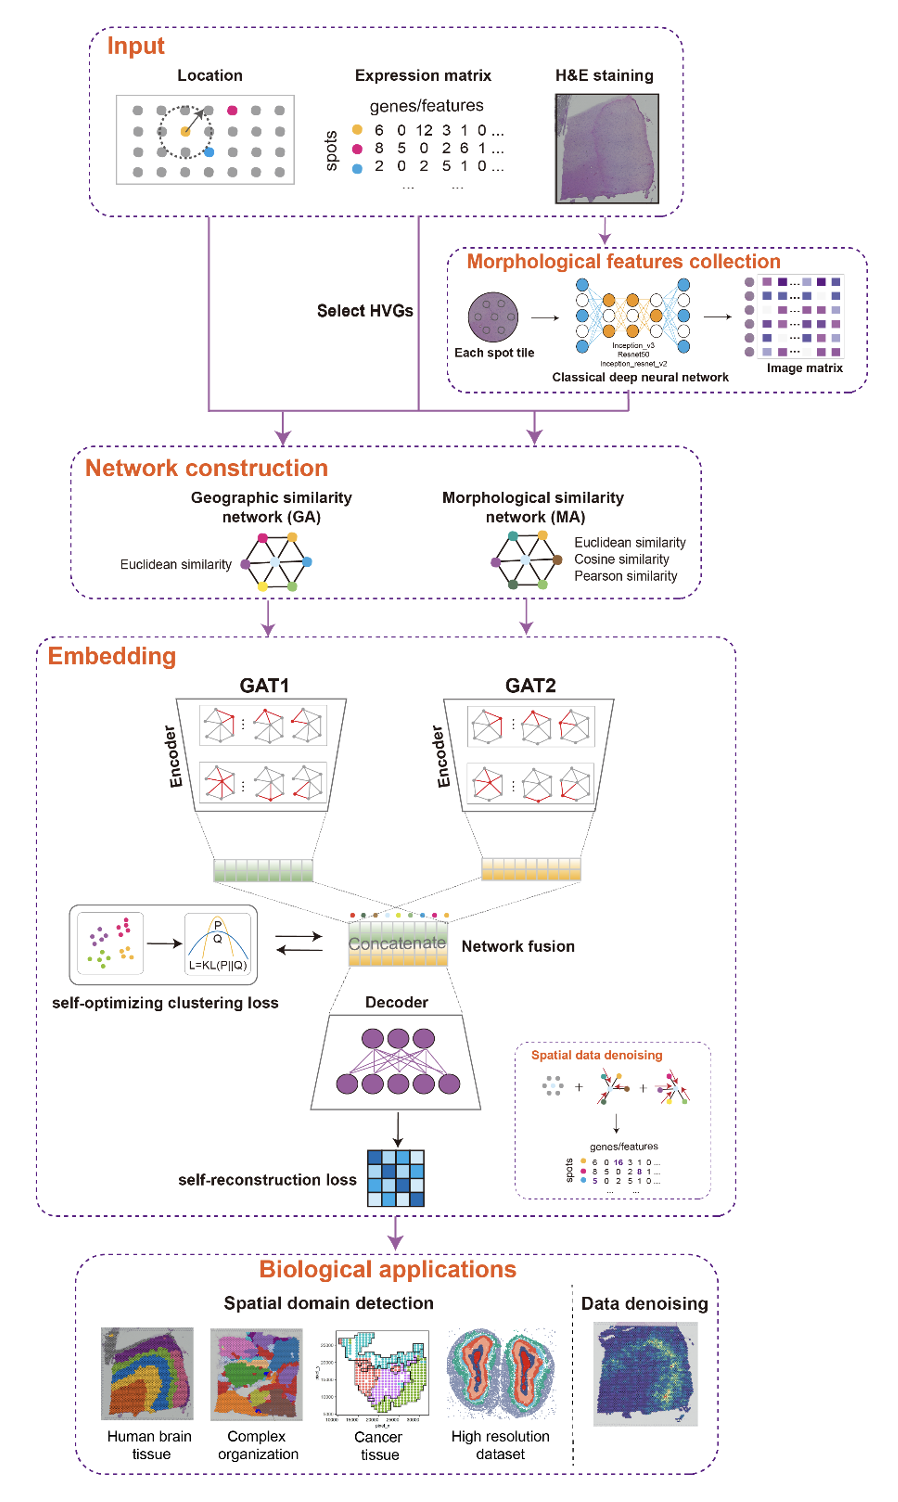 Input
Location
Expression matrix
H&E staining
genes/features
spots
6 0 12 3 1 0 ...
8 5 0 2 6 1 ...
2 0 2 5 1 0 ...
... ...
Select HVGs
Morphological features collection
Each spot tile
Inception_v3
Resnet50
Inception_resnet_v2
Classical deep neural network
Image matrix
Network construction
Geographic similarity
network (GA)
Euclidean similarity
Morphological similarity
network (MA)
Euclidean similarity
Cosine similarity
Pearson similarity
Embedding
GAT1
GAT2
Encoder
Encoder
P
Q
L=KL(P||Q)
self-optimizing clustering loss
Concatenate
Network fusion
Decoder
self-reconstruction loss
Spatial data denoising
+ +
genes/features
spots
6 0 16 3 1 0 ...
8 5 0 2 8 1 ...
5 0 2 5 1 0 ...
... ...
Biological applications
Spatial domain detection
Data denoising
Human brain
tissue
Complex
organization
Cancer
tissue
High resolution
dataset